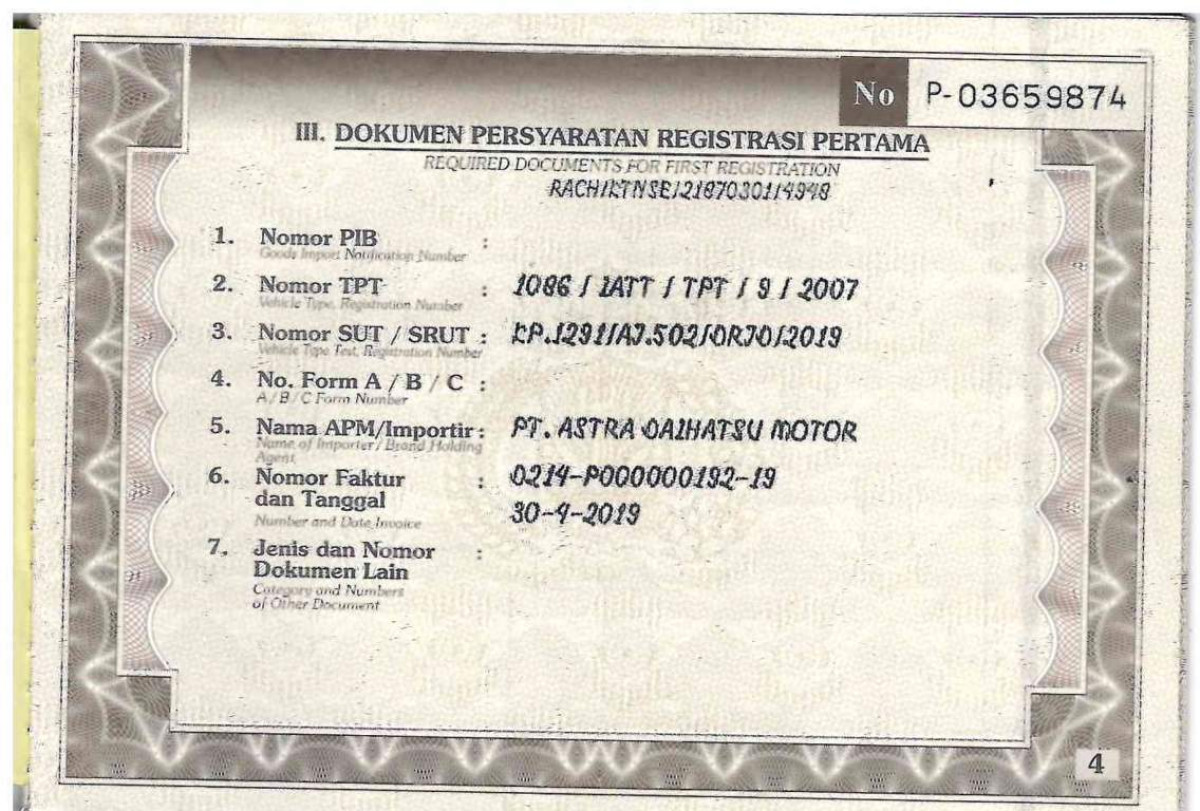 No P-03659874
III. DOKUMEN PERSYARATAN REGISTRASI PERTAMA
REQUIRED DOCUMENTS FOR FIRST REGISTRATION
1. Nomor PIB :
Goods Import Notification Number
2. Nomor TPT : 1086 / IATT / TPT / 9 / 2007
Vehicle Type, Registration Number
3. Nomor SUT / SRUT : KP.1291/AJ.502/DRJD/2019
Vehicle Type Test, Registration Number
4. No. Form A / B / C :
A / B / C Form Number
5. Nama APM/Importir : PT. ASTRA DAIHATSU MOTOR
Name of Importer / Brand Holding
Agent
6. Nomor Faktur : 0214-P000000192-19
dan Tanggal 30-4-2019
Number and Date Invoice
7. Jenis dan Nomor :
Dokumen Lain
Category and Numbers
of Other Document
4